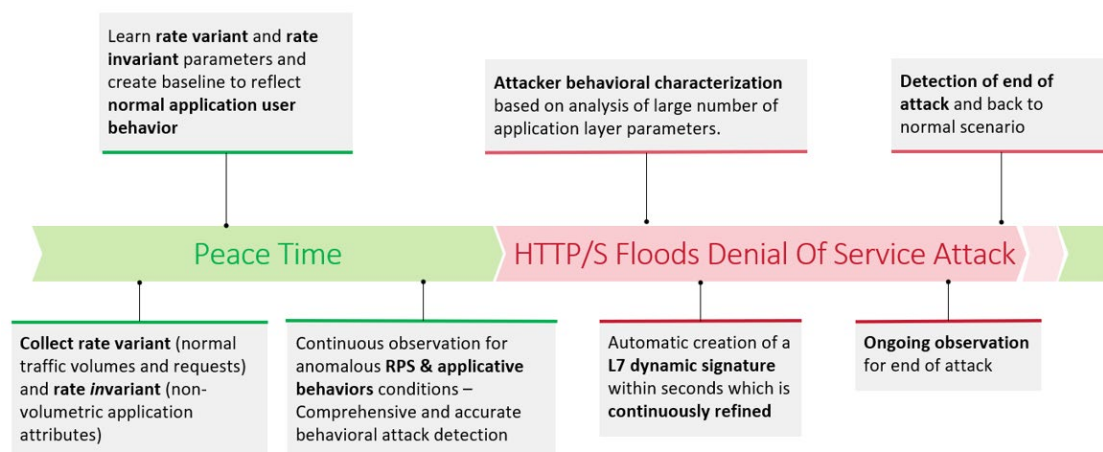 Learn rate variant and rate
invariant parameters and
create baseline to reflect
normal application user
behavior
Attacker behavioral characterization
based on analysis of large number of
application layer parameters.
Detection of end of
attack and back to
normal scenario
Peace Time
HTTP/S Floods Denial Of Service Attack
Collect rate variant (normal
traffic volumes and requests)
and rate invariant (non-
volumetric application
attributes)
Continuous observation for
anomalous RPS & applicative
behaviors conditions –
Comprehensive and accurate
behavioral attack detection
Automatic creation of a
L7 dynamic signature
within seconds which is
continuously refined
Ongoing observation
for end of attack